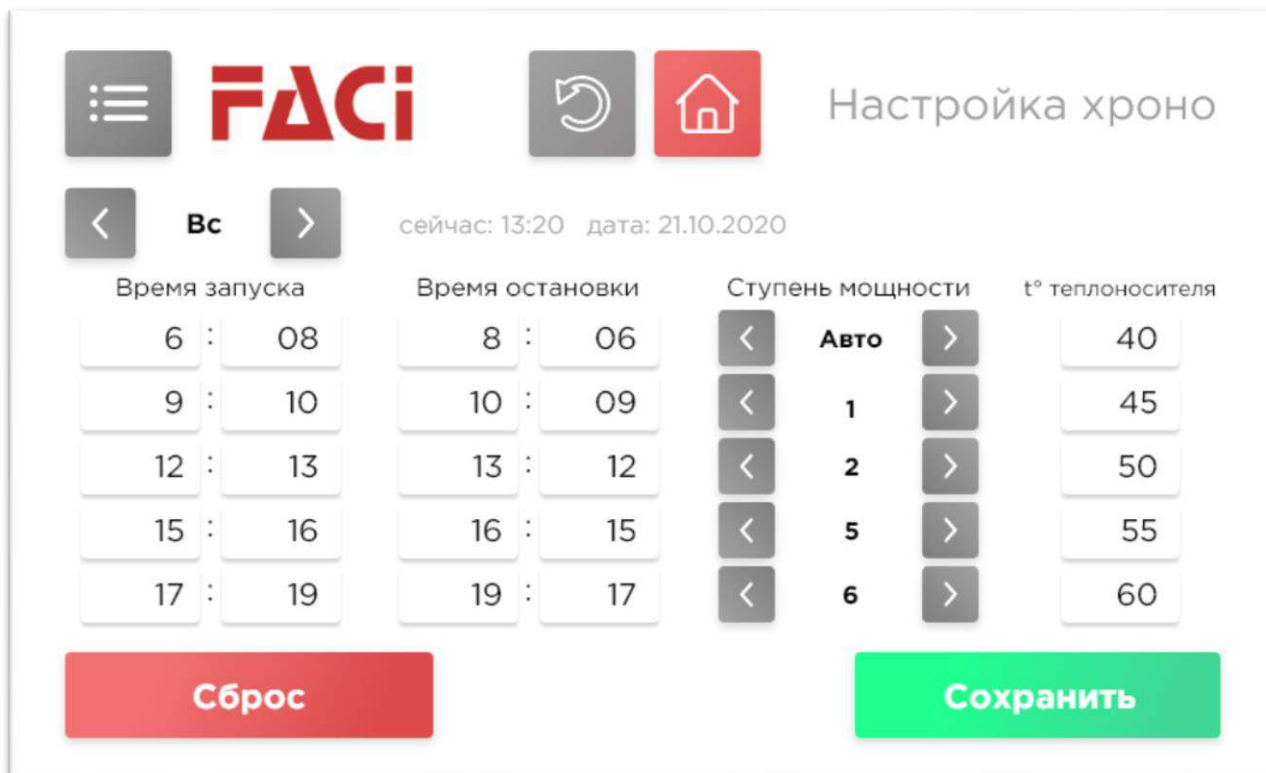 FACi Настройка хроно
Вс сейчас: 13:20 дата: 21.10.2020
Время запуска Время остановки Ступень мощности t° теплоносителя
6 : 08 8 : 06 Авто 40
9 : 10 10 : 09 1 45
12 : 13 13 : 12 2 50
15 : 16 16 : 15 5 55
17 : 19 19 : 17 6 60
Сброс Сохранить